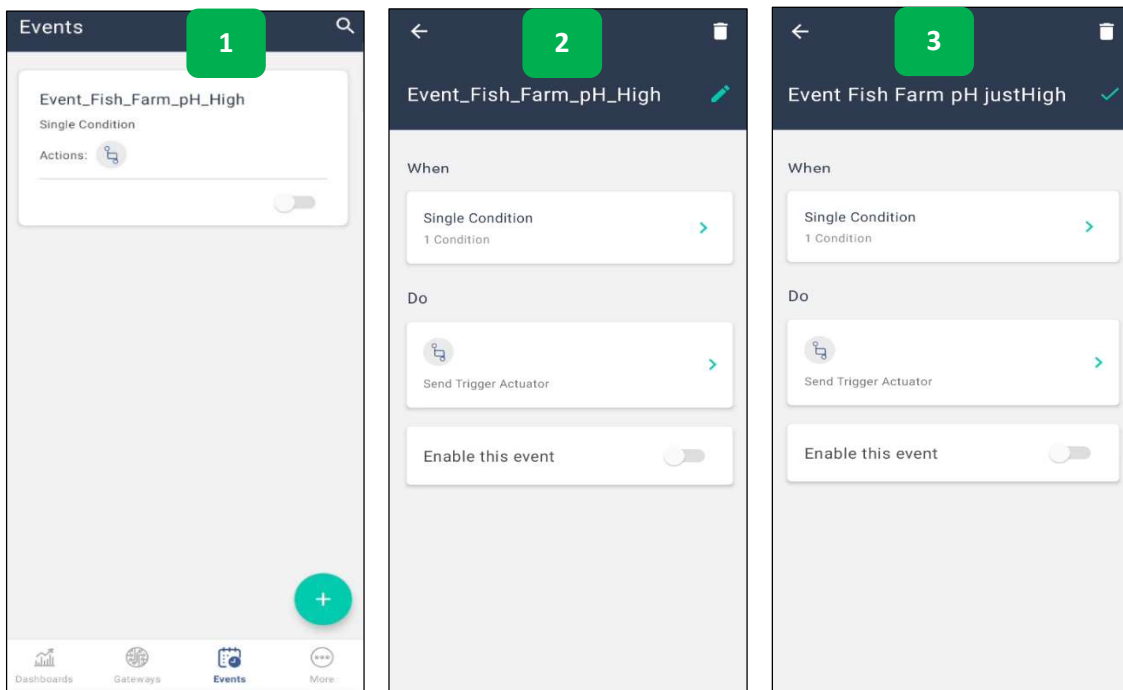 Events
1
Event_Fish_Farm_pH_High
Single Condition
Actions:
+
Dashboards
Gateways
Events
More
2
Event_Fish_Farm_pH_High
When
Single Condition
1 Condition
Do
Send Trigger Actuator
Enable this event
3
Event Fish Farm pH justHigh
When
Single Condition
1 Condition
Do
Send Trigger Actuator
Enable this event